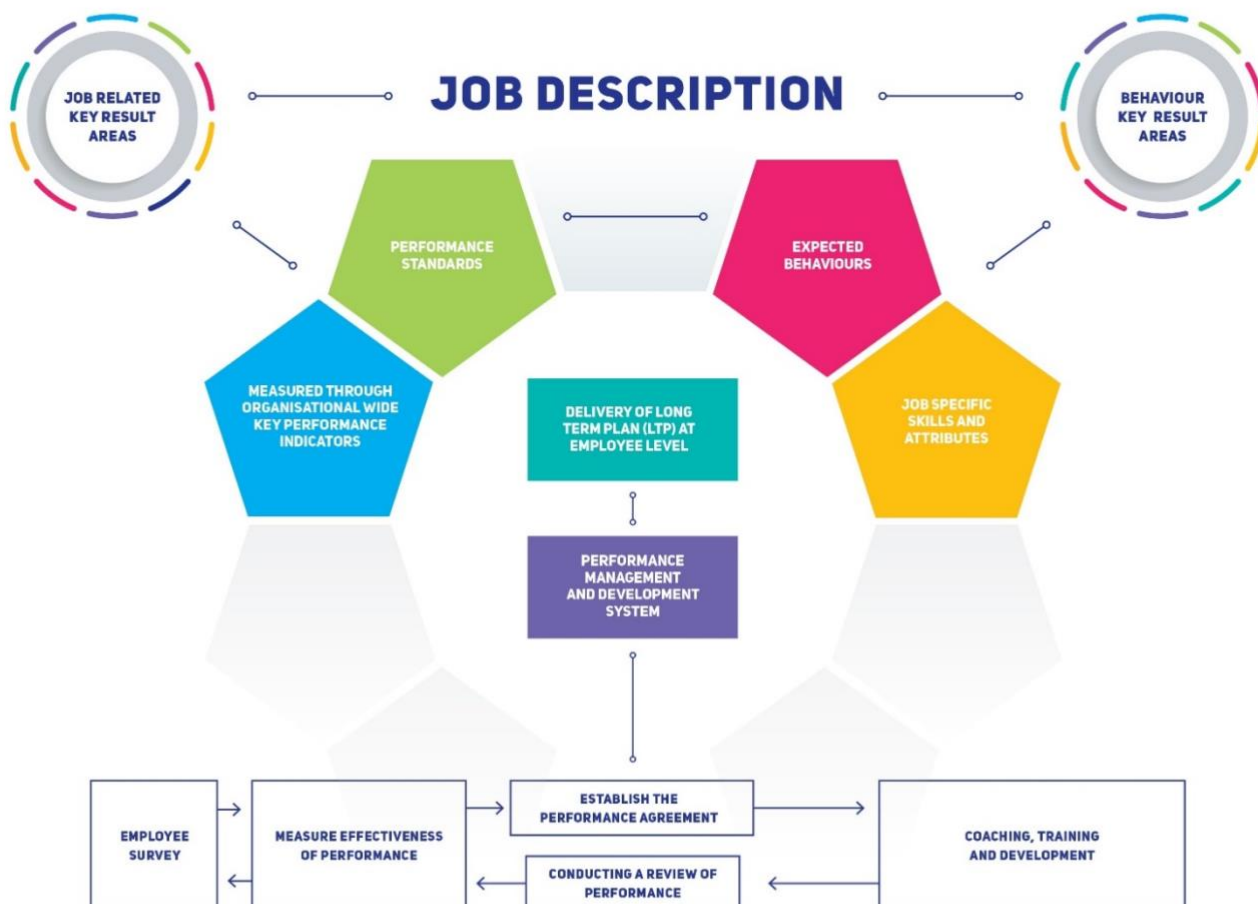 JOB RELATED
KEY RESULT
AREAS
JOB DESCRIPTION
BEHAVIOUR
KEY RESULT
AREAS
PERFORMANCE
STANDARDS
EXPECTED
BEHAVIOURS
MEASURED THROUGH
ORGANISATIONAL WIDE
KEY PERFORMANCE
INDICATORS
DELIVERY OF LONG
TERM PLAN (LTP) AT
EMPLOYEE LEVEL
JOB SPECIFIC
SKILLS AND
ATTRIBUTES
PERFORMANCE
MANAGEMENT
AND DEVELOPMENT
SYSTEM
EMPLOYEE
SURVEY
MEASURE EFFECTIVENESS
OF PERFORMANCE
ESTABLISH THE
PERFORMANCE AGREEMENT
CONDUCTING A REVIEW OF
PERFORMANCE
COACHING, TRAINING
AND DEVELOPMENT